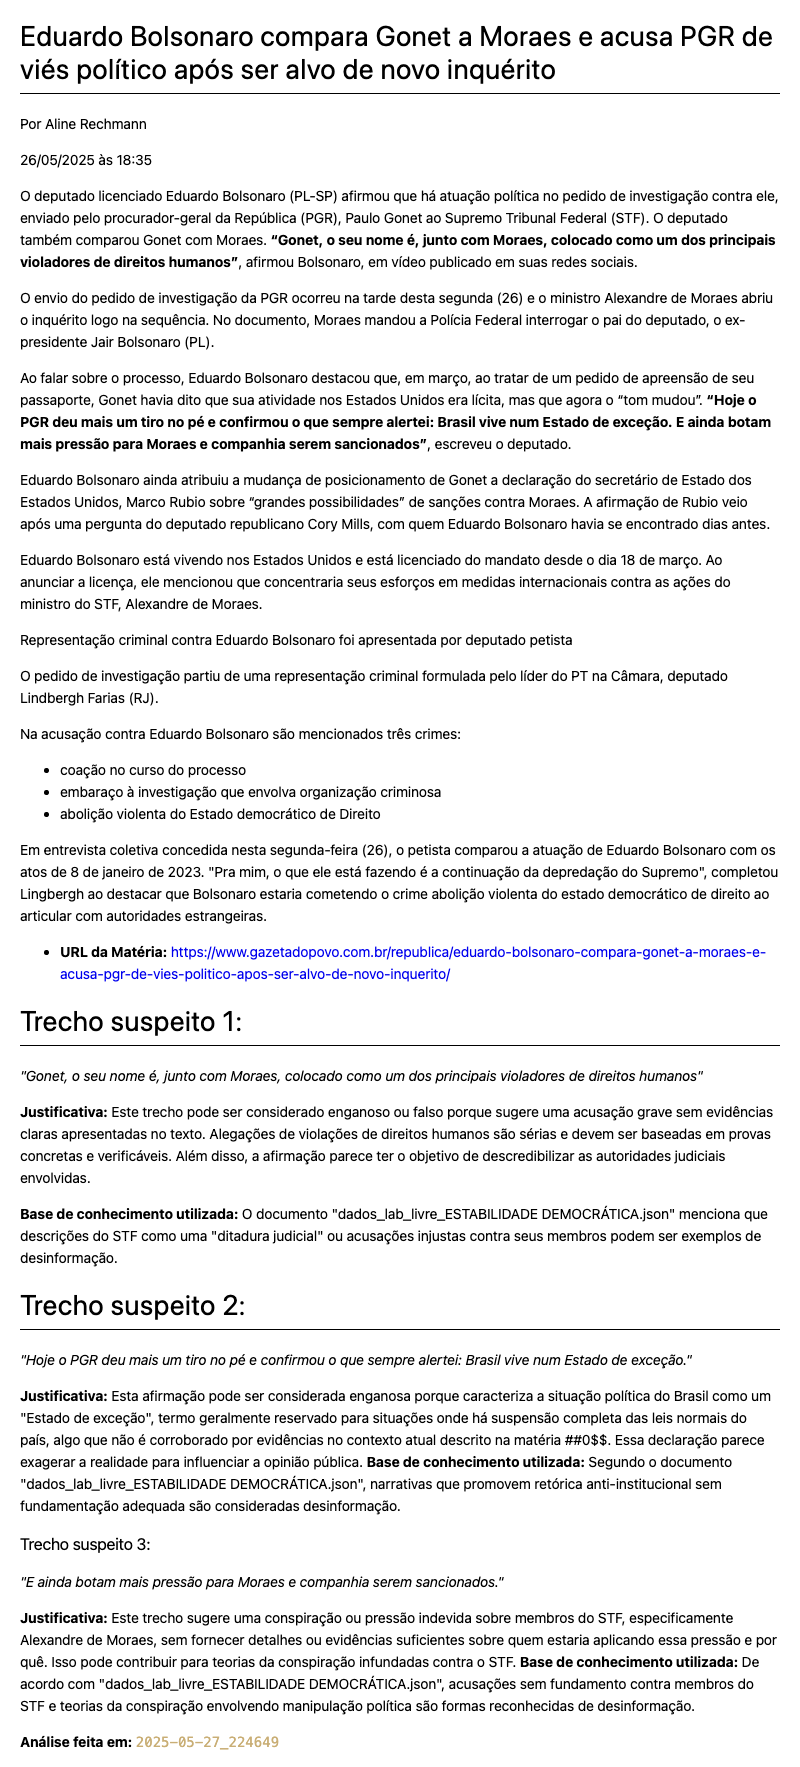 Eduardo Bolsonaro compara Gonet a Moraes e acusa PGR de
viés político após ser alvo de novo inquérito
Por Aline Rechmann
26/05/2025 às 18:35
O deputado licenciado Eduardo Bolsonaro (PL-SP) afirmou que há atuação política no pedido de investigação contra ele,
enviado pelo procurador-geral da República (PGR), Paulo Gonet ao Supremo Tribunal Federal (STF). O deputado
também comparou Gonet com Moraes. “Gonet, o seu nome é, junto com Moraes, colocado como um dos principais
violadores de direitos humanos”, afirmou Bolsonaro, em vídeo publicado em suas redes sociais.
O envio do pedido de investigação da PGR ocorreu na tarde desta segunda (26) e o ministro Alexandre de Moraes abriu
o inquérito logo na sequência. No documento, Moraes mandou a Polícia Federal interrogar o pai do deputado, o ex-
presidente Jair Bolsonaro (PL).
Ao falar sobre o processo, Eduardo Bolsonaro destacou que, em março, ao tratar de um pedido de apreensão de seu
passaporte, Gonet havia dito que sua atividade nos Estados Unidos era lícita, mas que agora o “tom mudou”. “Hoje o
PGR deu mais um tiro no pé e confirmou o que sempre alertei: Brasil vive num Estado de exceção. E ainda botam
mais pressão para Moraes e companhia serem sancionados”, escreveu o deputado.
Eduardo Bolsonaro ainda atribuiu a mudança de posicionamento de Gonet a declaração do secretário de Estado dos
Estados Unidos, Marco Rubio sobre “grandes possibilidades” de sanções contra Moraes. A afirmação de Rubio veio
após uma pergunta do deputado republicano Cory Mills, com quem Eduardo Bolsonaro havia se encontrado dias antes.
Eduardo Bolsonaro está vivendo nos Estados Unidos e está licenciado do mandato desde o dia 18 de março. Ao
anunciar a licença, ele mencionou que concentraria seus esforços em medidas internacionais contra as ações do
ministro do STF, Alexandre de Moraes.
Representação criminal contra Eduardo Bolsonaro foi apresentada por deputado petista
O pedido de investigação partiu de uma representação criminal formulada pelo líder do PT na Câmara, deputado
Lindbergh Farias (RJ).
Na acusação contra Eduardo Bolsonaro são mencionados três crimes:
• coação no curso do processo
• embaraço à investigação que envolva organização criminosa
• abolição violenta do Estado democrático de Direito
Em entrevista coletiva concedida nesta segunda-feira (26), o petista comparou a atuação de Eduardo Bolsonaro com os
atos de 8 de janeiro de 2023. "Pra mim, o que ele está fazendo é a continuação da depredação do Supremo", completou
Lingbergh ao destacar que Bolsonaro estaria cometendo o crime abolição violenta do estado democrático de direito ao
articular com autoridades estrangeiras.
• URL da Matéria: https://www.gazetadopovo.com.br/republica/eduardo-bolsonaro-compara-gonet-a-moraes-e-
acusa-pgr-de-vies-politico-apos-ser-alvo-de-novo-inquerito/
Trecho suspeito 1:
"Gonet, o seu nome é, junto com Moraes, colocado como um dos principais violadores de direitos humanos"
Justificativa: Este trecho pode ser considerado enganoso ou falso porque sugere uma acusação grave sem evidências
claras apresentadas no texto. Alegações de violações de direitos humanos são sérias e devem ser baseadas em provas
concretas e verificáveis. Além disso, a afirmação parece ter o objetivo de descredibilizar as autoridades judiciais
envolvidas.
Base de conhecimento utilizada: O documento "dados_lab_livre_ESTABILIDADE DEMOCRÁTICA.json" menciona que
descrições do STF como uma "ditadura judicial" ou acusações injustas contra seus membros podem ser exemplos de
desinformação.
Trecho suspeito 2:
"Hoje o PGR deu mais um tiro no pé e confirmou o que sempre alertei: Brasil vive num Estado de exceção."
Justificativa: Esta afirmação pode ser considerada enganosa porque caracteriza a situação política do Brasil como um
"Estado de exceção", termo geralmente reservado para situações onde há suspensão completa das leis normais do
país, algo que não é corroborado por evidências no contexto atual descrito na matéria ##0$$. Essa declaração parece
exagerar a realidade para influenciar a opinião pública. Base de conhecimento utilizada: Segundo o documento
"dados_lab_livre_ESTABILIDADE DEMOCRÁTICA.json", narrativas que promovem retórica anti-institucional sem
fundamentação adequada são consideradas desinformação.
Trecho suspeito 3:
"E ainda botam mais pressão para Moraes e companhia serem sancionados."
Justificativa: Este trecho sugere uma conspiração ou pressão indevida sobre membros do STF, especificamente
Alexandre de Moraes, sem fornecer detalhes ou evidências suficientes sobre quem estaria aplicando essa pressão e por
quê. Isso pode contribuir para teorias da conspiração infundadas contra o STF. Base de conhecimento utilizada: De
acordo com "dados_lab_livre_ESTABILIDADE DEMOCRÁTICA.json", acusações sem fundamento contra membros do
STF e teorias da conspiração envolvendo manipulação política são formas reconhecidas de desinformação.
Análise feita em: 2025-05-27_224649